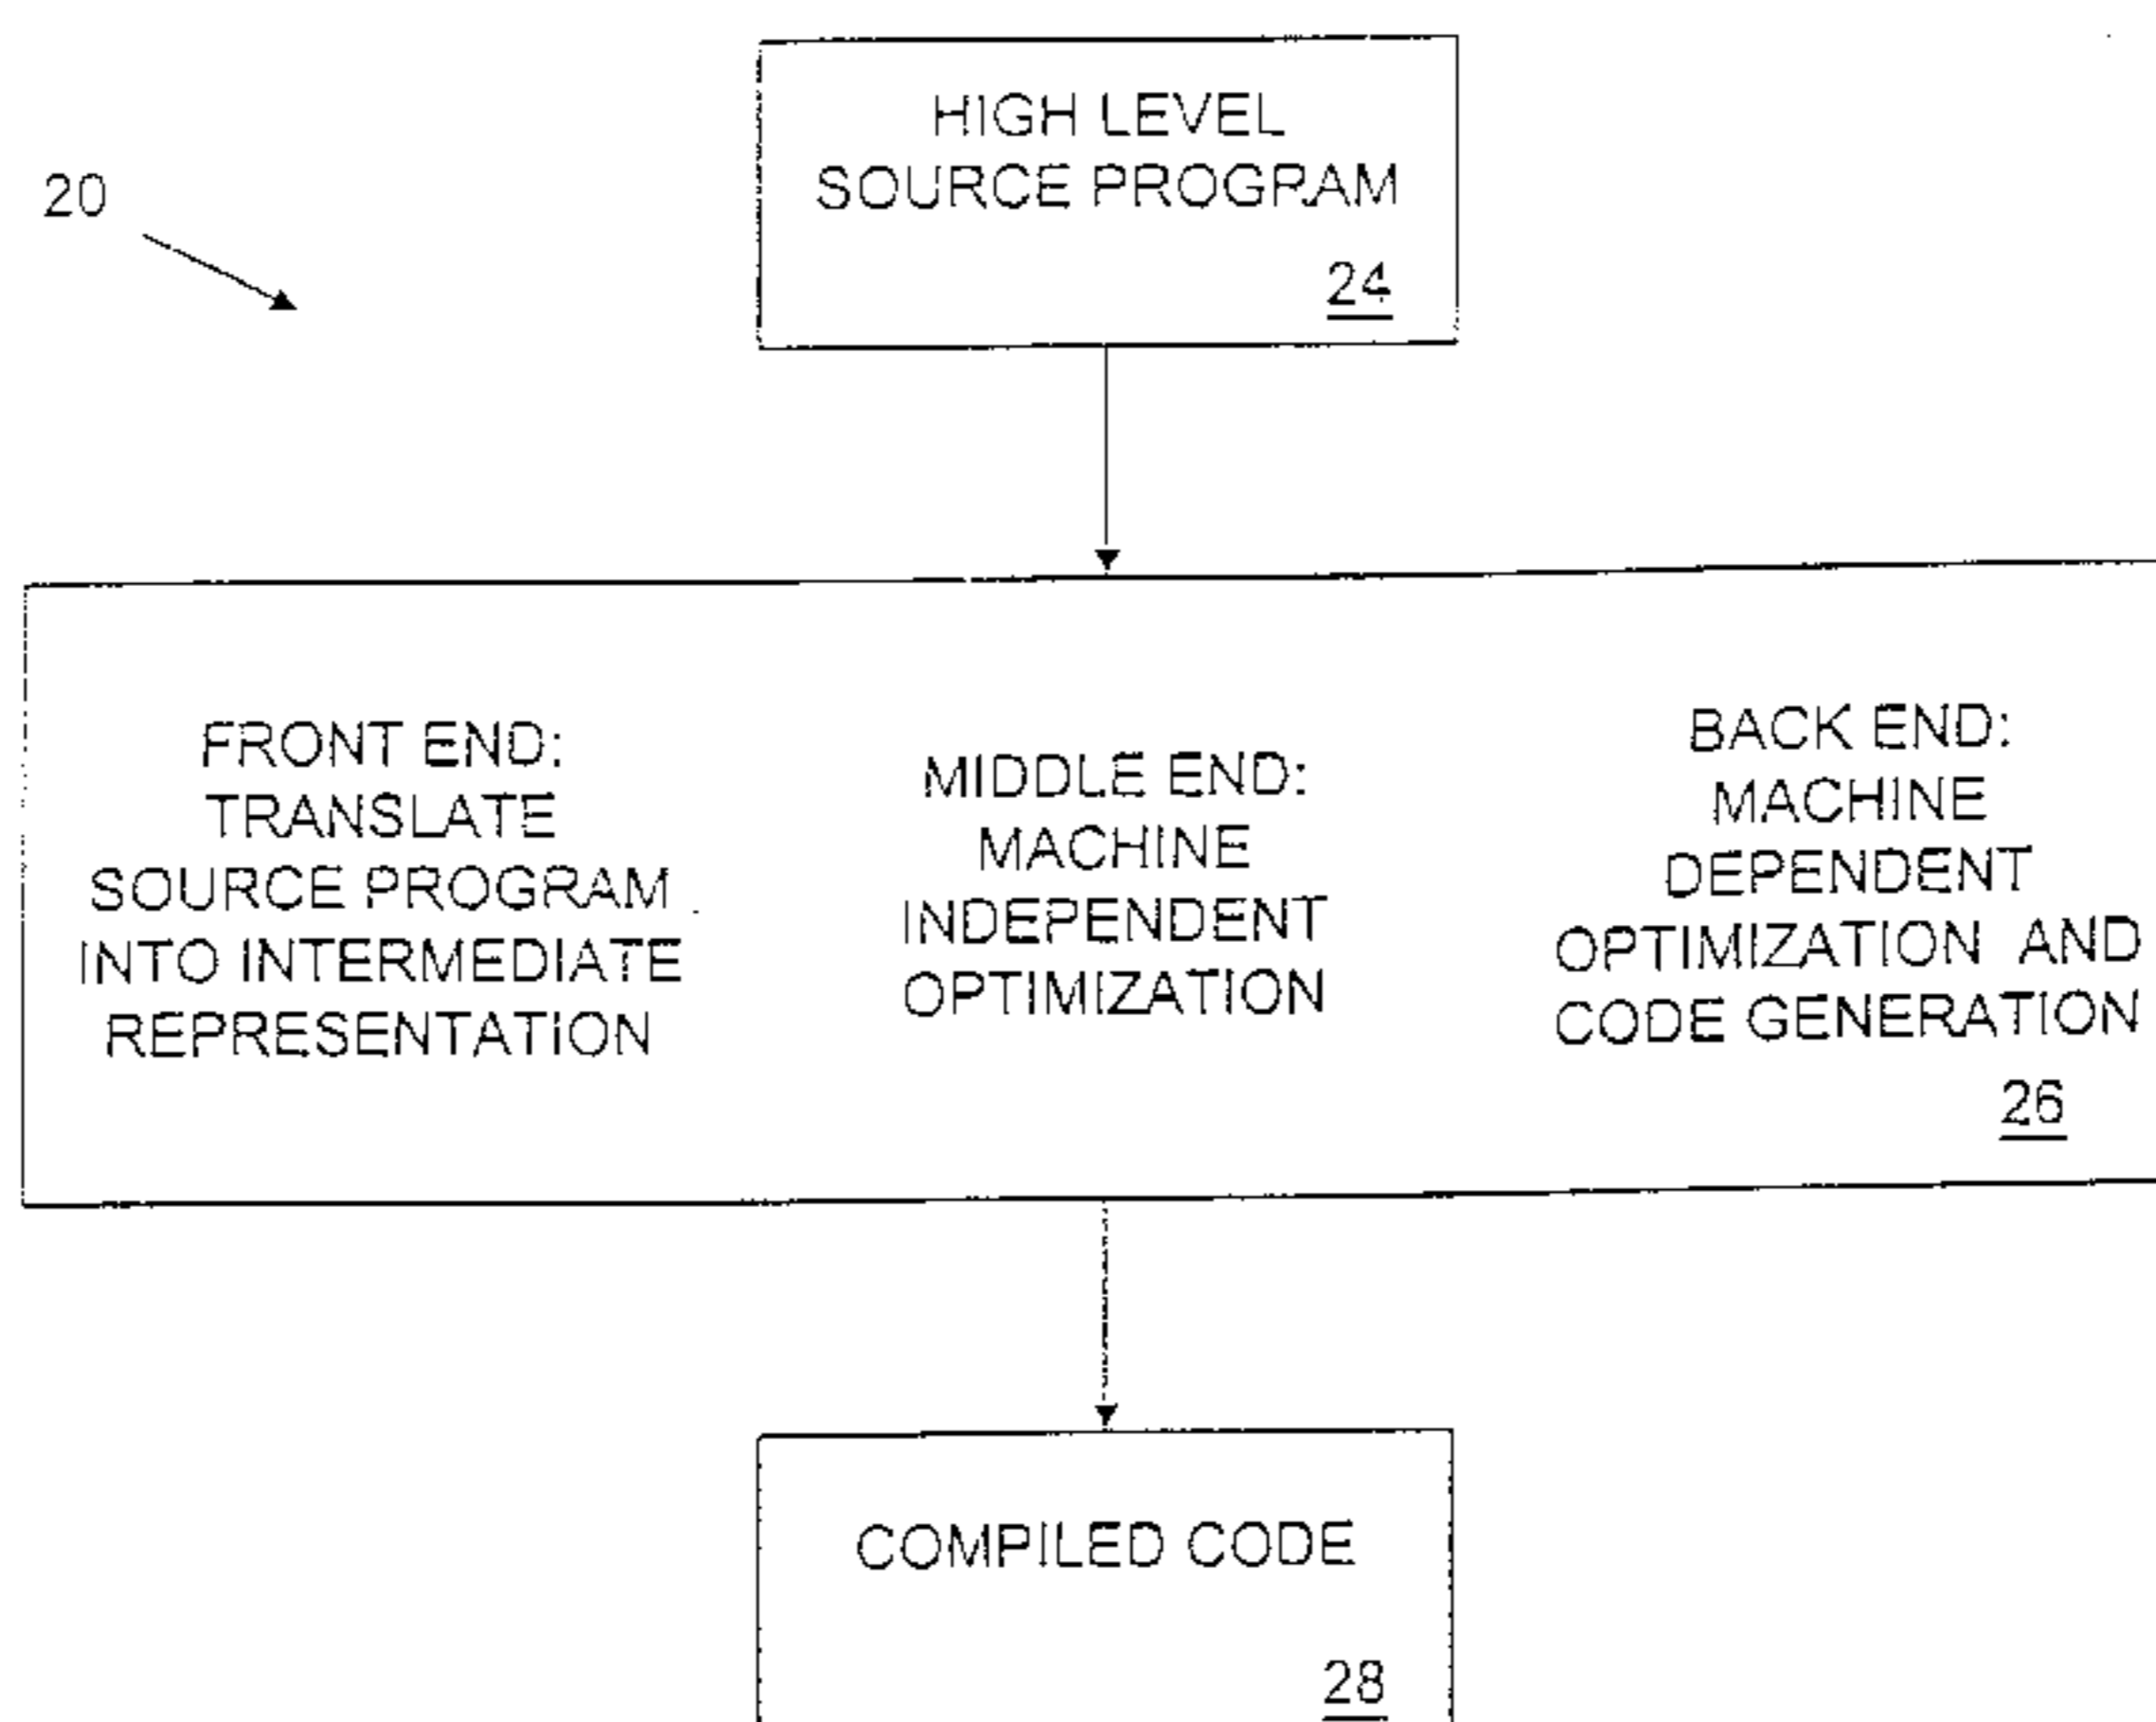 HIGH LEVEL
SOURCE PROGRAM
24
20
FRONT END:
TRANSLATE
SOURCE PROGRAM
INTO INTERMEDIATE
REPRESENTATION
MIDDLE END:
MACHINE
INDEPENDENT
OPTIMIZATION
BACK END:
MACHINE
DEPENDENT
OPTIMIZATION AND
CODE GENERATION
26
COMPILED CODE
28